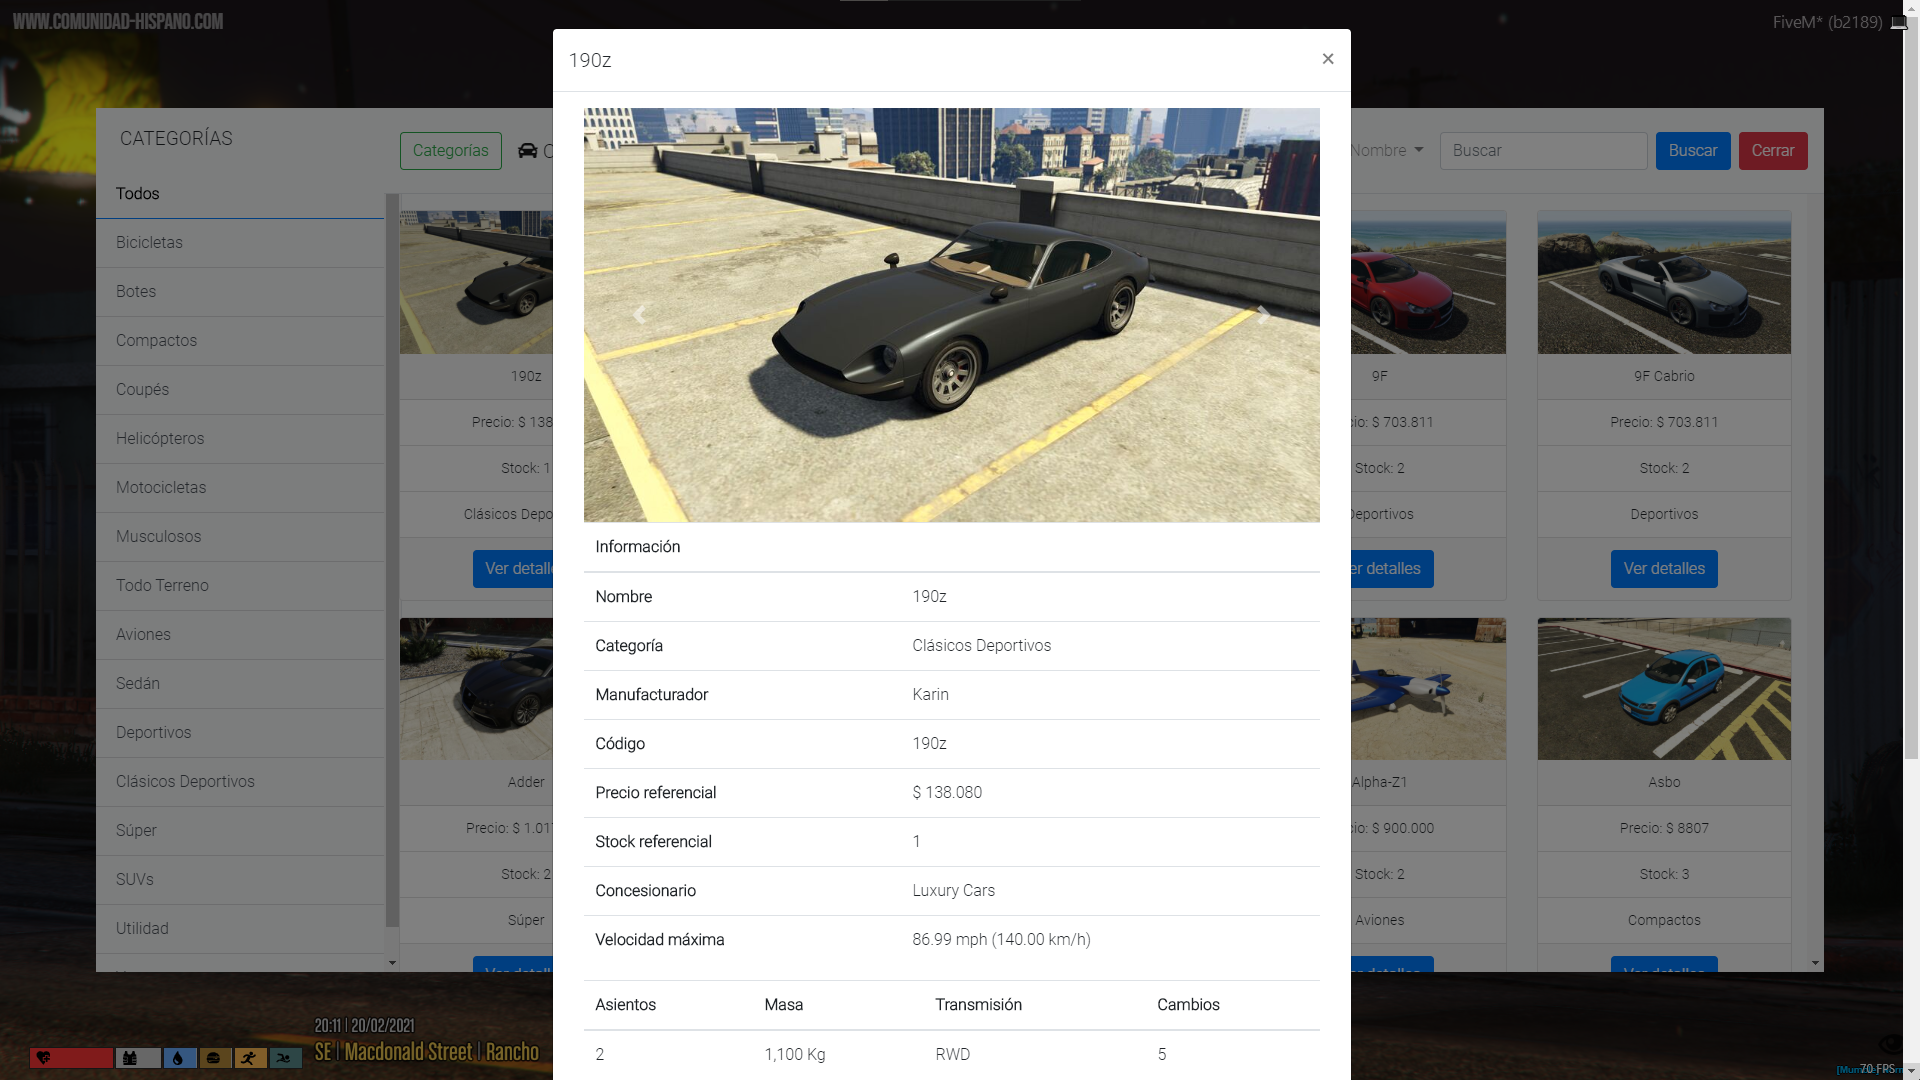 WWW.COMUNIDAD-HISPANO.COM
FiveM* (b2189)
190z
×
CATEGORÍAS
Categorías
Nombre
Buscar
Buscar
Cerrar
Todos
Bicicletas
Botes
Compactos
Coupés
Helicópteros
Motocicletas
Musculosos
Todo Terreno
Aviones
Sedán
Deportivos
Clásicos Deportivos
Súper
SUVs
Utilidad
190z
Precio: $ 138
Stock: 1
Clásicos Depo
Ver detalle
Adder
Precio: $ 1.01
Stock: 2
Súper
Información
Nombre 190z
Categoría Clásicos Deportivos
Manufacturador Karin
Código 190z
Precio referencial $ 138.080
Stock referencial 1
Concesionario Luxury Cars
Velocidad máxima 86.99 mph (140.00 km/h)
Asientos Masa Transmisión Cambios
2 1,100 Kg RWD 5
9F
cio: $ 703.811
Stock: 2
Deportivos
er detalles
9F Cabrio
Precio: $ 703.811
Stock: 2
Deportivos
Ver detalles
Alpha-Z1
cio: $ 900.000
Stock: 2
Aviones
Asbo
Precio: $ 8807
Stock: 3
Compactos
20:11 | 20/02/2021
SE | Macdonald Street | Rancho
70 FPS